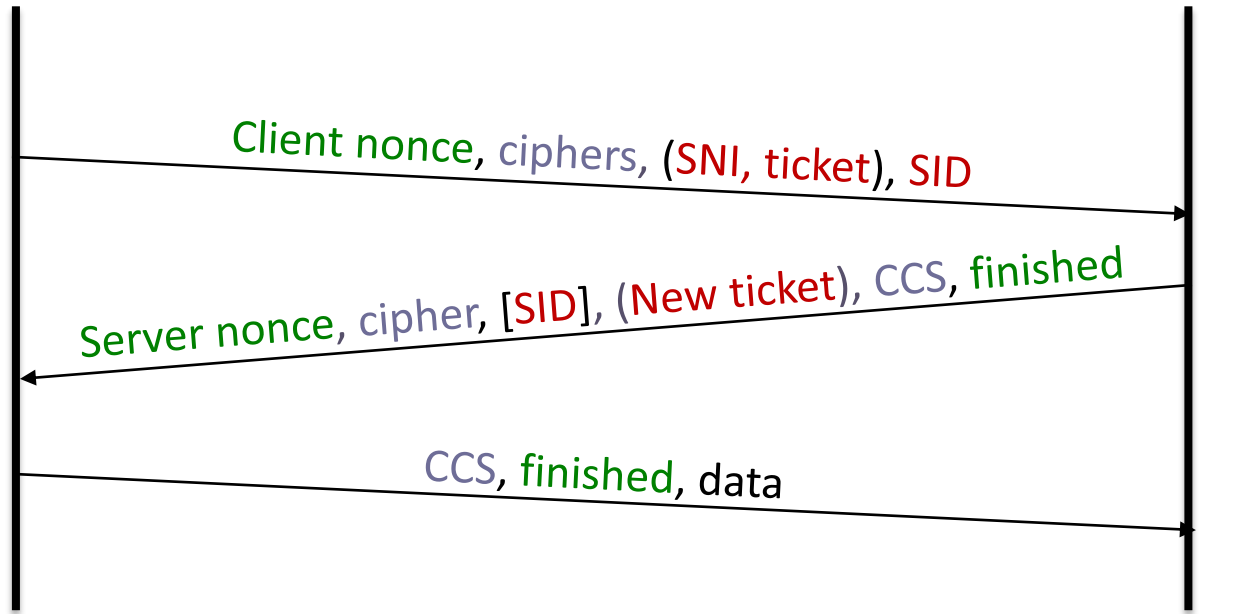 Client nonce, ciphers, (SNI, ticket), SID
Server nonce, cipher, [SID], (New ticket), CCS, finished
CCS, finished, data